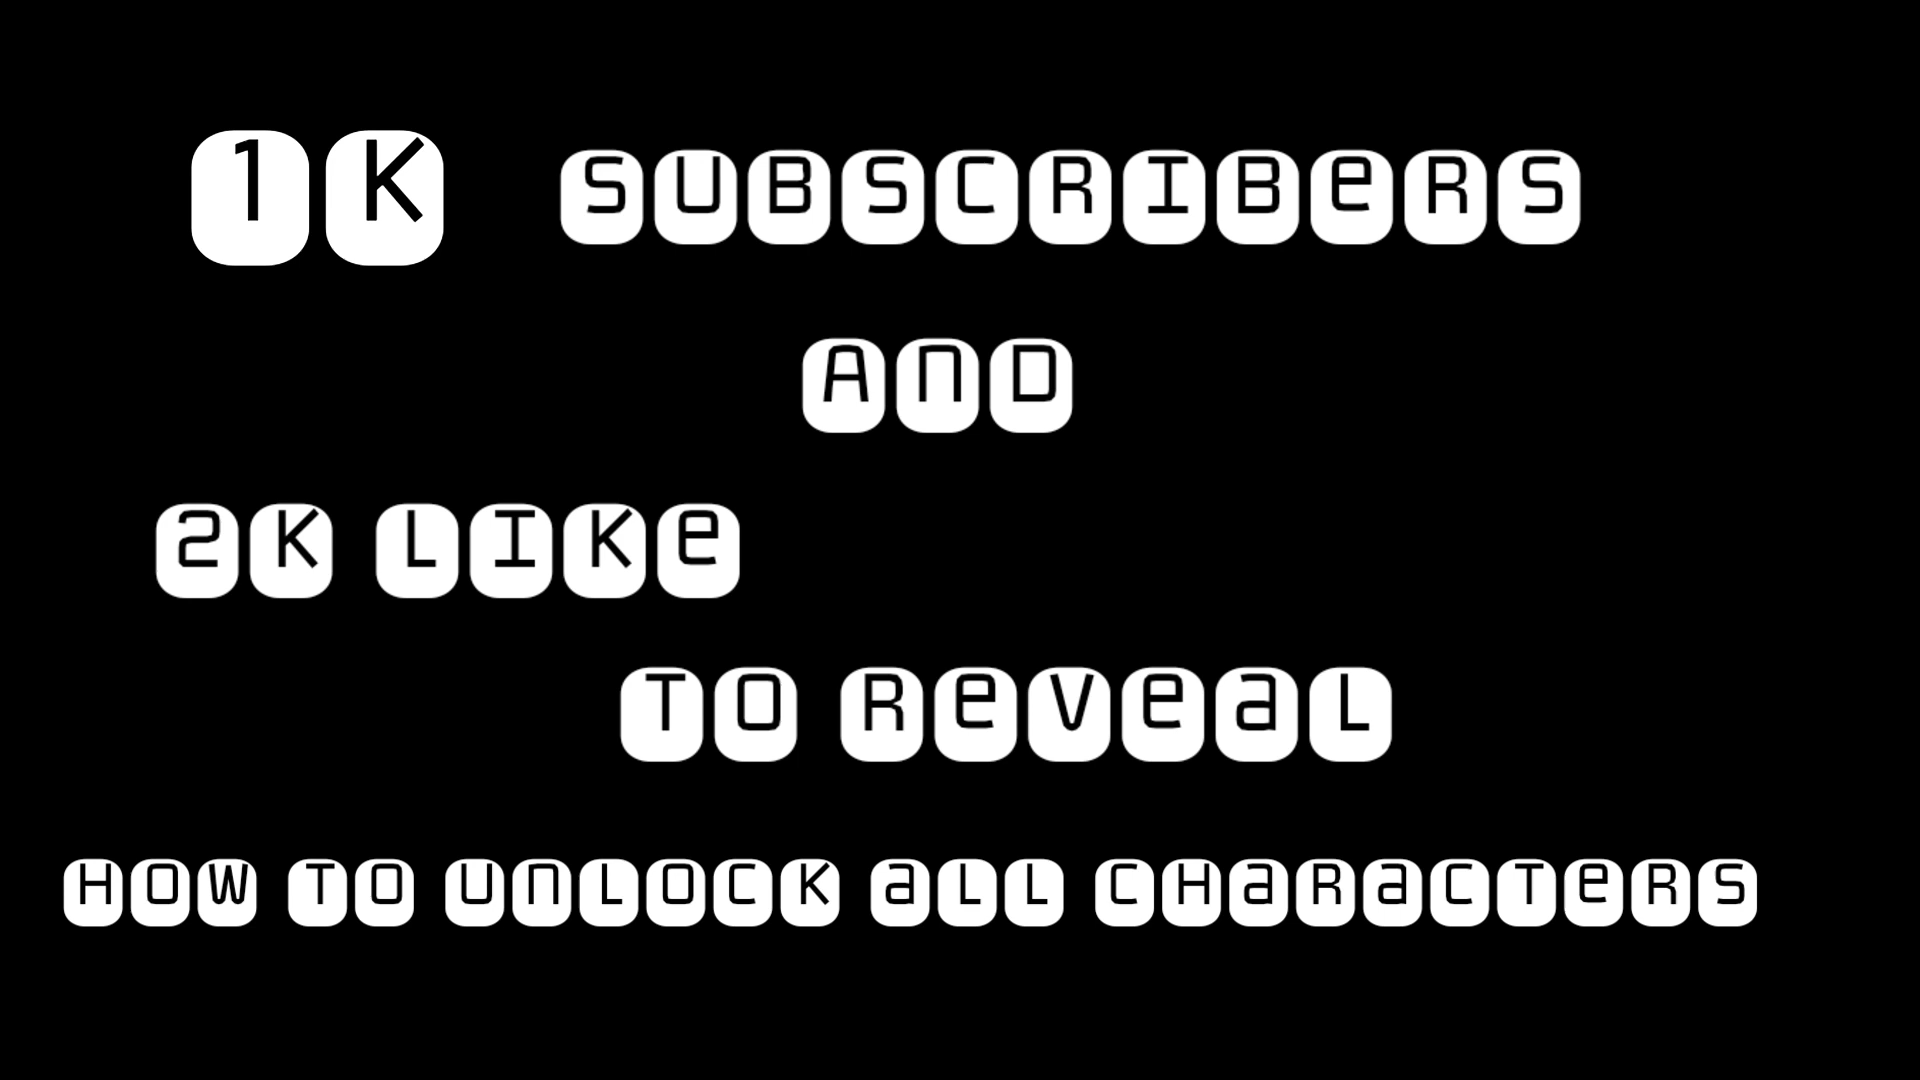 1K SUBSCRIBeRS
AnD
2K LIKe
TO ReVeaL
HOW TO UnLOCK aLL CHaRaCTeRS